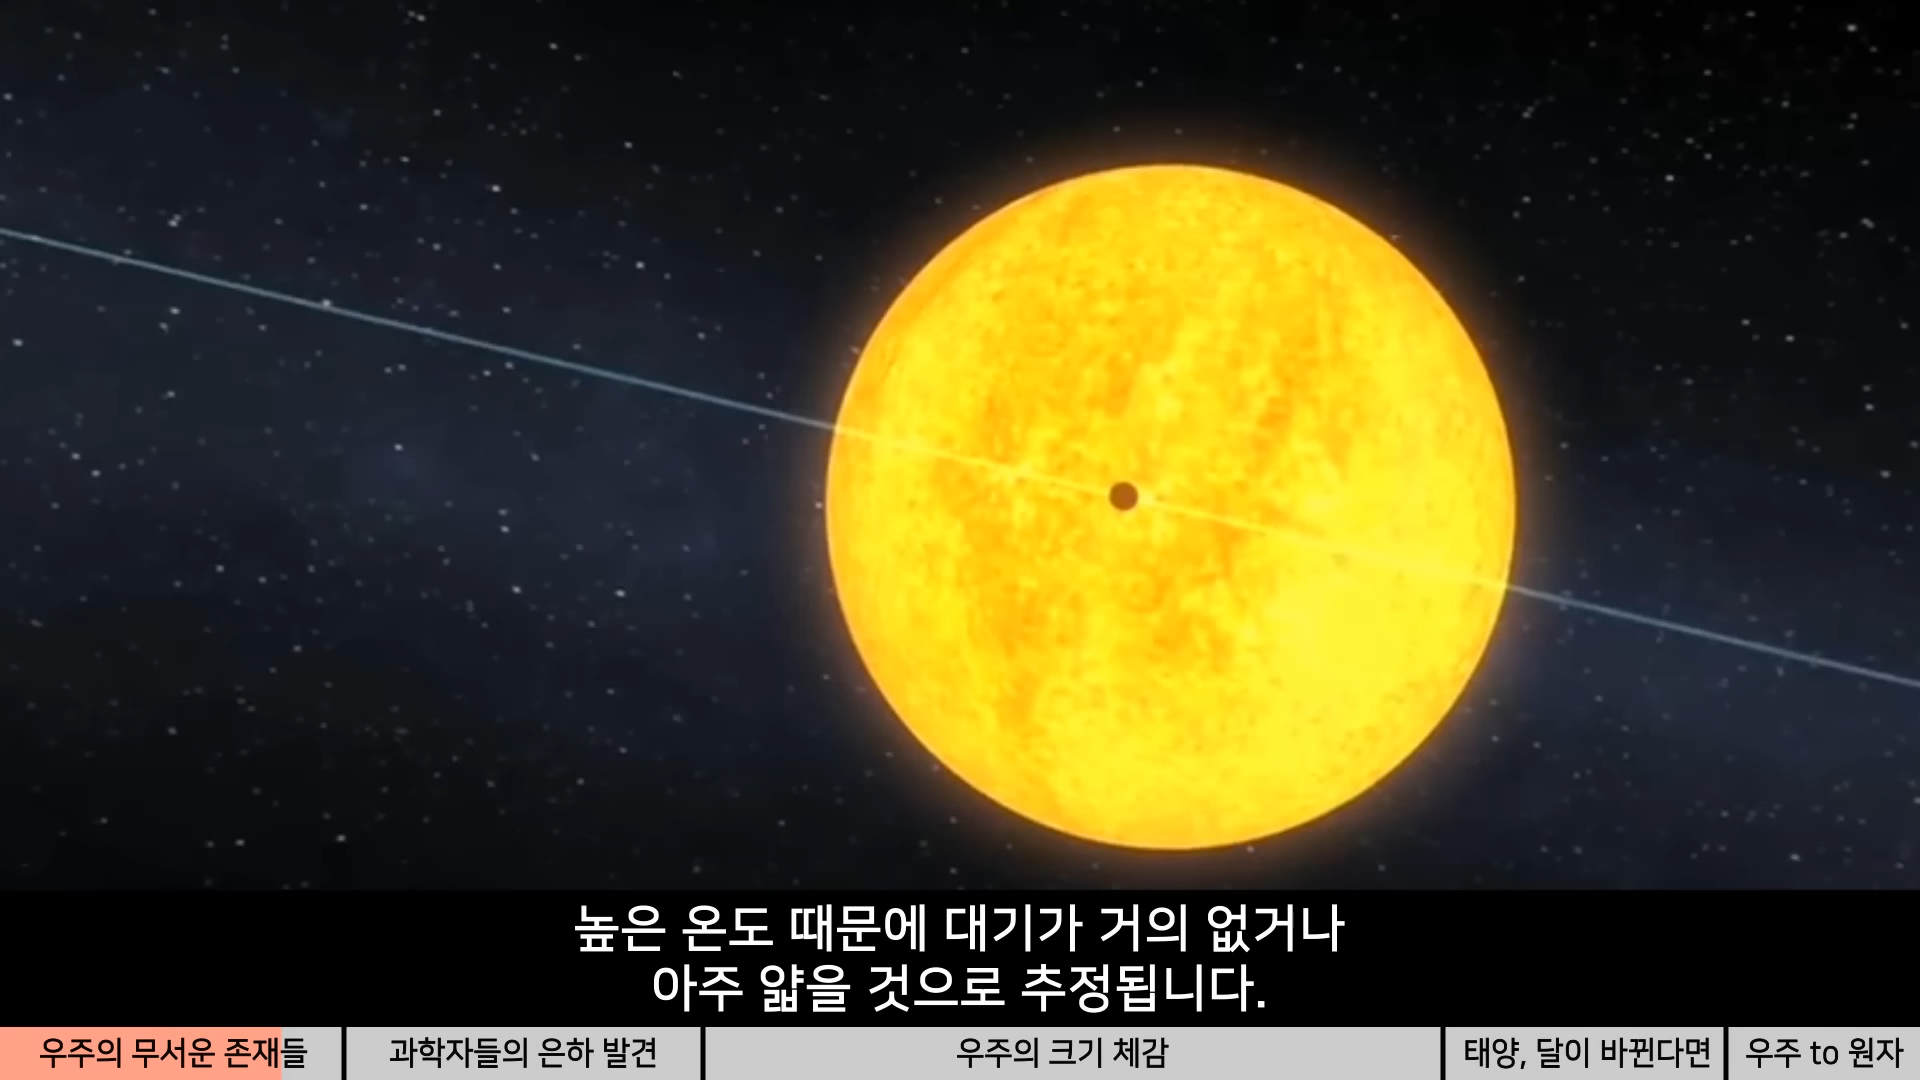 높은 온도 때문에 대기가 거의 없거나
아주 얇을 것으로 추정됩니다.
우주의 무서운 존재들
과학자들의 은하 발견
우주의 크기 체감
태양, 달이 바뀐다면
우주 to 원자